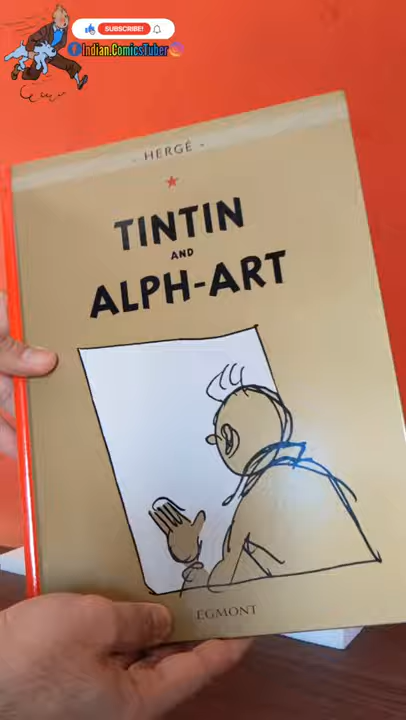 SUBSCRIBE!
Indian.ComicsTuber
- HERGÉ -
TINTIN
AND
ALPH-ART
EGMONT